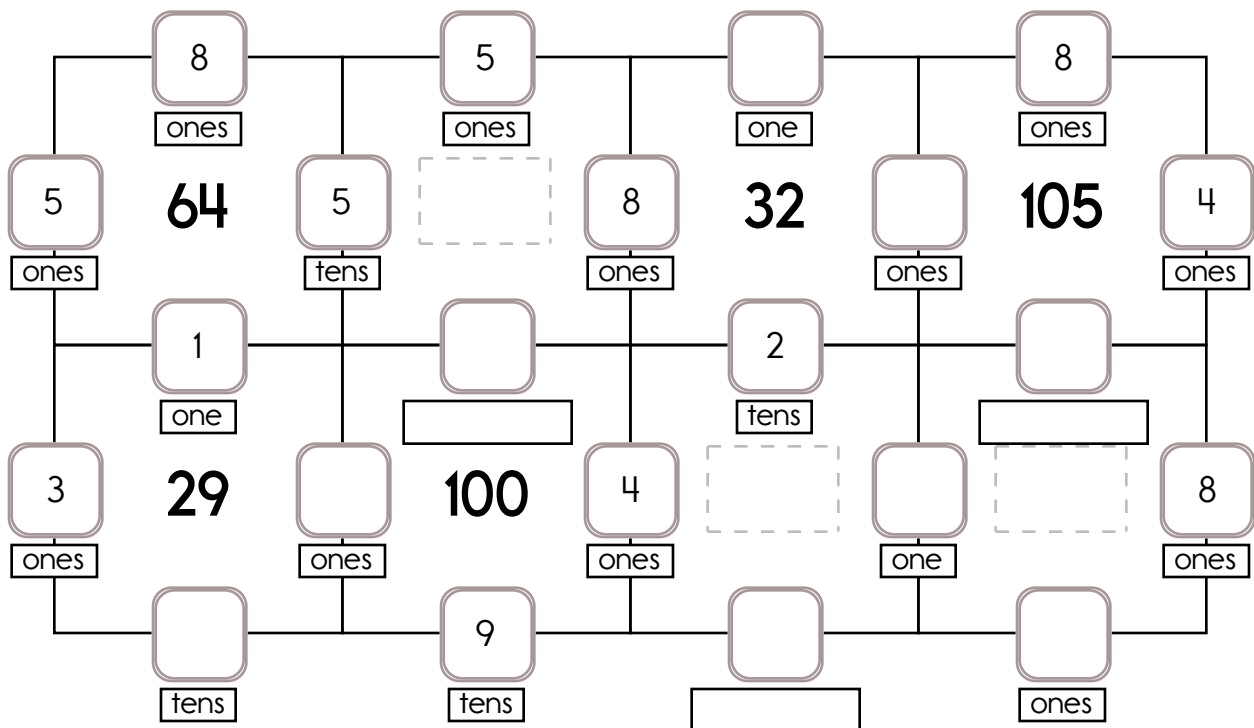 8 5 8
ones ones one ones
5 64 5 8 32 105 4
ones tens ones ones ones
1 2
one tens
3 29 100 4 8
ones ones ones one ones
9
tens tens ones